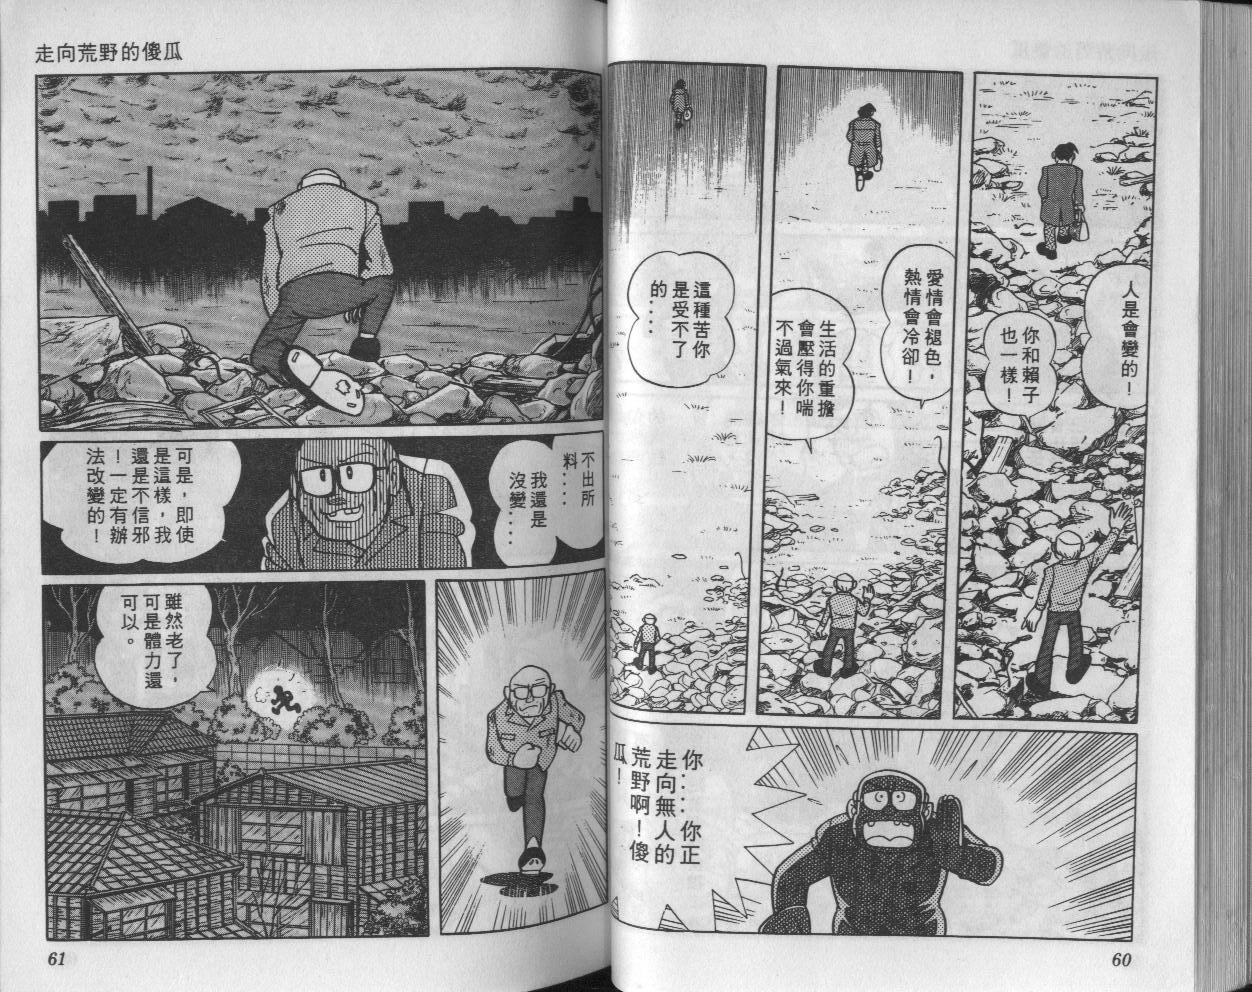 人是會變的！
你和賴子
也一樣！
愛情會褪色，
熱情會冷卻！
生活的重擔
會壓得你喘
不過氣來！
這種苦你
是受不了
的‥‥
你‥‥你正
走向無人的
荒野啊！傻
瓜！
60
走向荒野的傻瓜
不出所
料‥‥
我還是
沒變‥‥
可是，即使
是這樣，我
還是不信邪
！一定有辦
法改變的！
雖然老了，
可是體力還
可以。
61